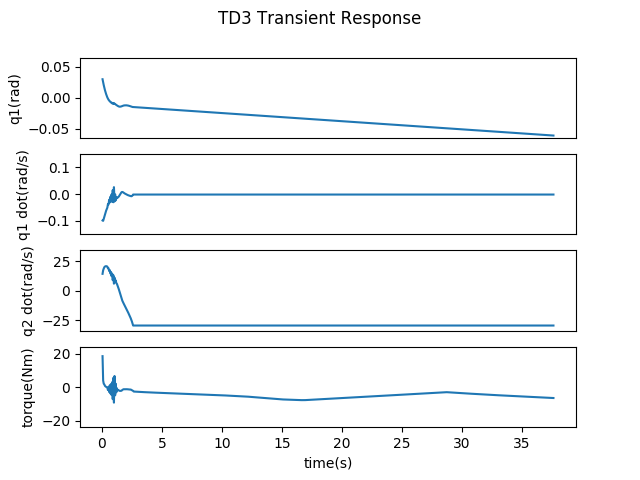 TD3 Transient Response
q1(rad)
0.05
0.00
−0.05
q1 dot(rad/s)
0.1
0.0
−0.1
q2 dot(rad/s)
25
0
−25
torque(Nm)
20
0
−20
0 5 10 15 20 25 30 35
time(s)